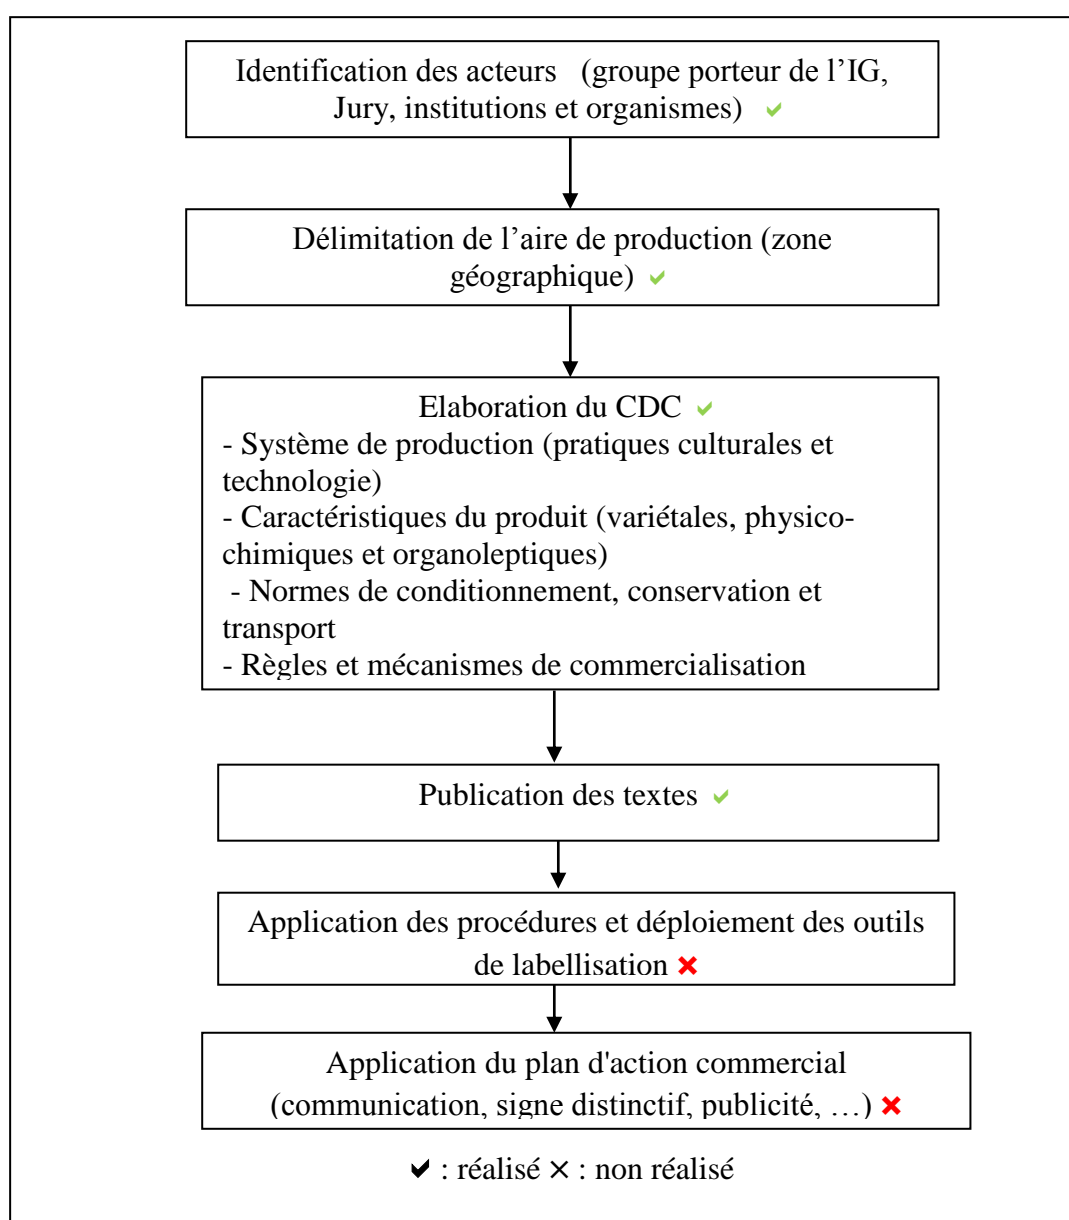 Identification des acteurs (groupe porteur de l’IG,
Jury, institutions et organismes) ✓
Délimitation de l’aire de production (zone
géographique) ✓
Elaboration du CDC ✓
- Système de production (pratiques culturales et
technologie)
- Caractéristiques du produit (variétales, physico-
chimiques et organoleptiques)
- Normes de conditionnement, conservation et
transport
- Règles et mécanismes de commercialisation
Publication des textes ✓
Application des procédures et déploiement des outils
de labellisation ✗
Application du plan d'action commercial
(communication, signe distinctif, publicité, …) ✗
✓ : réalisé × : non réalisé